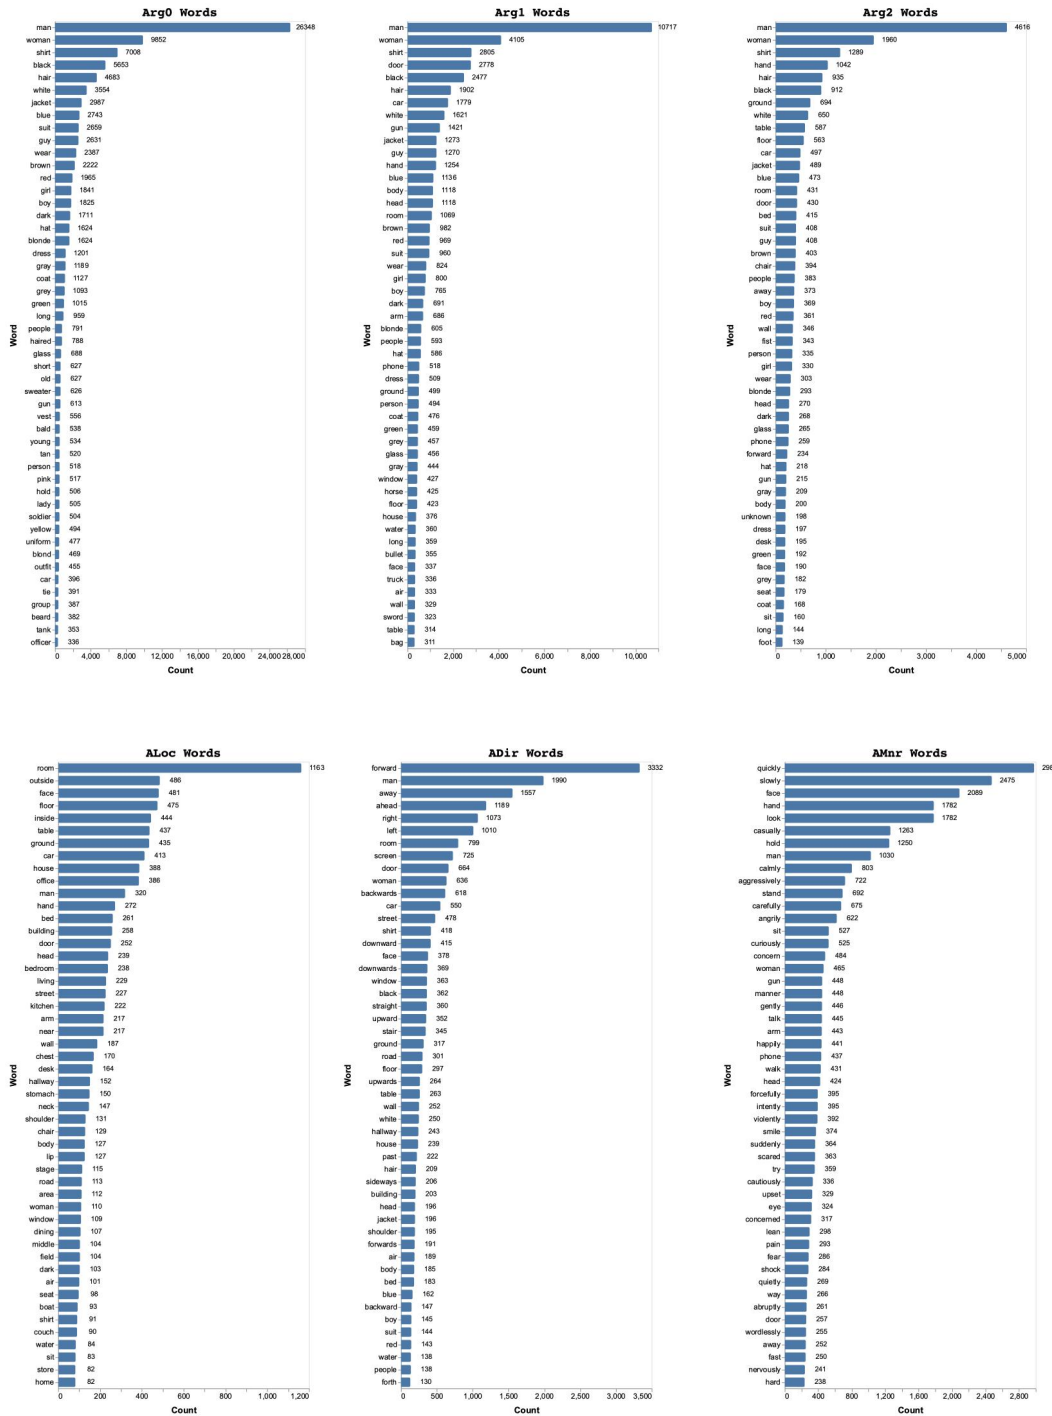 Arg0 Words
man 26348
woman 9852
shirt 7008
black 5653
hair 4683
white 3554
jacket 2987
blue 2743
suit 2659
guy 2631
wear 2387
brown 2222
red 1965
girl 1841
boy 1825
dark 1711
hat 1624
blonde 1624
dress 1201
gray 1189
coat 1127
grey 1093
green 1015
long 959
people 791
haired 788
glass 688
short 627
old 627
sweater 626
gun 613
vest 556
bald 538
young 534
tan 520
person 518
pink 517
hold 506
lady 505
soldier 504
yellow 494
uniform 477
blond 469
outfit 455
car 396
tie 391
group 387
beard 382
tank 353
officer 336
Word
0 4,000 8,000 12,000 16,000 20,000 24,000 28,000
Count
Arg1 Words
man 10717
woman 4105
shirt 2805
door 2778
black 2477
hair 1902
car 1779
white 1621
gun 1421
jacket 1273
guy 1270
hand 1254
blue 1136
body 1118
head 1118
room 1069
brown 982
red 969
suit 960
wear 824
girl 800
boy 765
dark 691
arm 686
blonde 605
people 593
hat 586
phone 518
dress 509
ground 499
person 494
coat 476
green 459
grey 457
glass 456
gray 444
window 427
horse 425
floor 423
house 376
water 360
long 359
bullet 355
face 337
truck 336
air 333
wall 329
sword 323
table 314
bag 311
Word
0 2,000 4,000 6,000 8,000 10,000
Count
Arg2 Words
man 4616
woman 1960
shirt 1289
hand 1042
hair 935
black 912
ground 694
white 650
table 587
floor 563
car 497
jacket 489
blue 473
room 431
door 430
bed 415
suit 408
guy 408
brown 403
chair 394
people 383
away 373
boy 369
red 361
wall 346
fist 343
person 335
girl 330
wear 303
blonde 293
head 270
dark 268
glass 265
phone 259
forward 234
hat 218
gun 215
gray 209
body 200
unknown 198
dress 197
desk 195
green 192
face 190
grey 182
seat 179
coat 168
sit 160
long 144
foot 139
Word
0 1,000 2,000 3,000 4,000 5,000
Count
ALoc Words
room 1163
outside 486
face 481
floor 475
inside 444
table 437
ground 435
car 413
house 388
office 386
man 320
hand 272
bed 261
building 258
door 252
head 239
bedroom 238
living 229
street 227
kitchen 222
arm 217
near 217
wall 187
chest 170
desk 164
hallway 152
stomach 150
neck 147
shoulder 131
chair 129
body 127
lip 127
stage 115
road 113
area 112
woman 110
window 109
dining 107
middle 104
field 104
dark 103
air 101
seat 98
boat 93
shirt 91
couch 90
water 84
sit 83
store 82
home 82
Word
0 200 400 600 800 1,000 1,200
Count
ADir Words
forward 3332
man 1990
away 1557
ahead 1189
right 1073
left 1010
room 799
screen 725
door 664
woman 636
backwards 618
car 550
street 478
shirt 418
downward 415
face 378
downwards 369
window 363
black 362
straight 360
upward 352
stair 345
ground 317
road 301
floor 297
upwards 264
table 263
wall 252
white 250
hallway 243
house 239
past 222
hair 209
sideways 206
building 203
head 196
jacket 196
shoulder 195
forwards 191
air 189
body 185
bed 183
blue 162
backward 147
boy 145
suit 144
red 143
water 138
people 138
forth 130
Word
0 500 1,000 1,500 2,000 2,500 3,000 3,500
Count
AMnr Words
quickly
slowly 2475
face 2089
hand 1782
look 1782
casually 1263
hold 1250
man 1030
calmly 803
aggressively 722
stand 692
carefully 675
angrily 622
sit 527
curiously 525
concern 484
woman 465
gun 448
manner 448
gently 446
talk 445
arm 443
happily 441
phone 437
walk 431
head 424
forcefully 395
intently 395
violently 392
smile 374
suddenly 364
scared 363
try 359
cautiously 336
upset 329
eye 324
concerned 317
lean 298
pain 293
fear 286
shock 284
quietly 269
way 266
abruptly 261
door 257
wordlessly 255
away 252
fast 250
nervously 241
hard 238
Word
0 400 800 1,200 1,600 2,000 2,400 2,800
Count